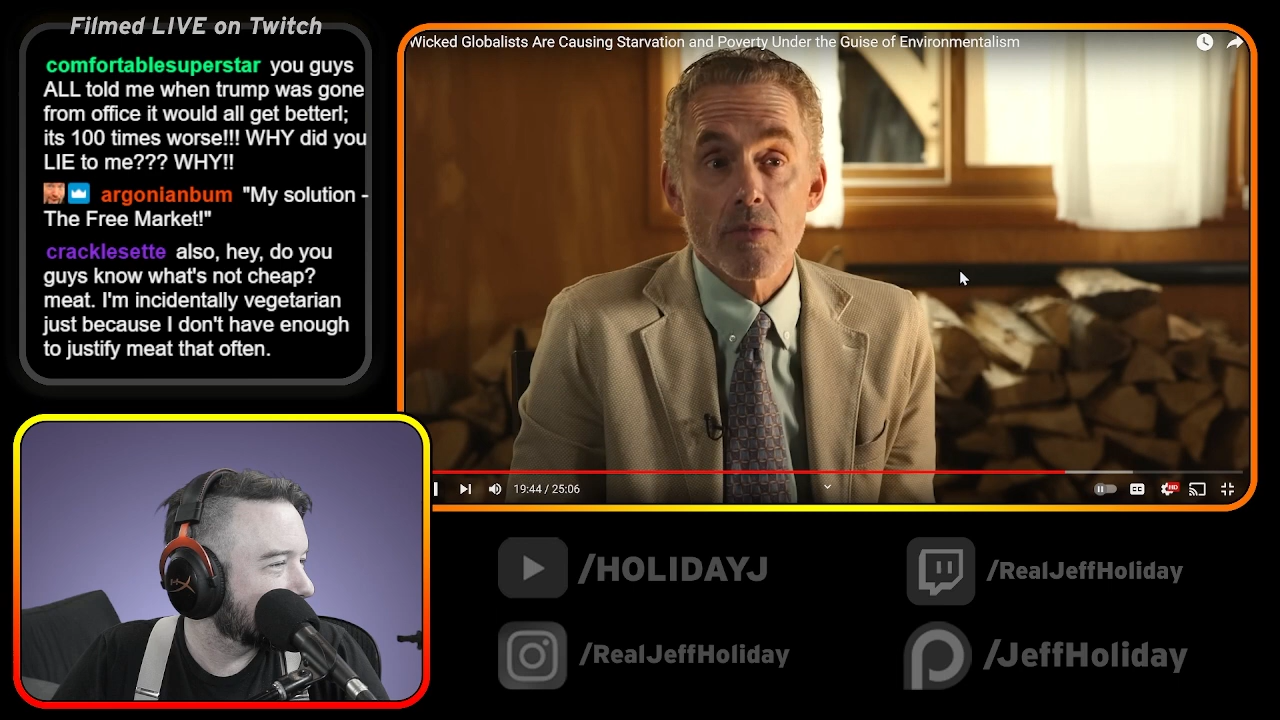 Filmed LIVE on Twitch
comfortablesuperstar you guys
ALL told me when trump was gone
from office it would all get betterl;
its 100 times worse!!! WHY did you
LIE to me??? WHY!!
argonianbum "My solution -
The Free Market!"
cracklesette also, hey, do you
guys know what's not cheap?
meat. I'm incidentally vegetarian
just because I don't have enough
to justify meat that often.
Wicked Globalists Are Causing Starvation and Poverty Under the Guise of Environmentalism
19:44 / 25:06
CC
HD
/HOLIDAYJ
/RealJeffHoliday
/RealJeffHoliday
/JeffHoliday